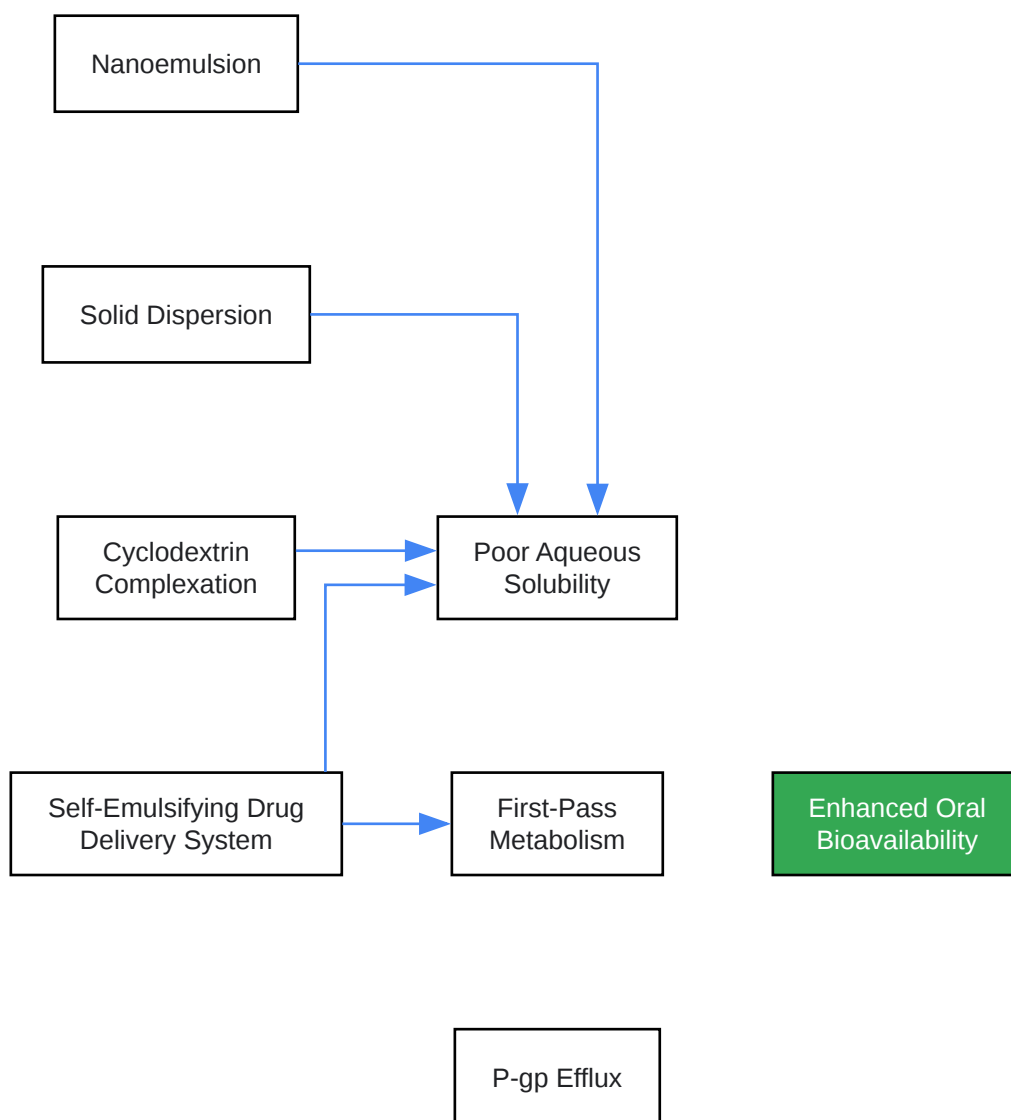 Nanoemulsion
Solid Dispersion
Cyclodextrin
Complexation
Poor Aqueous
Solubility
Self-Emulsifying Drug
Delivery System
First-Pass
Metabolism
Enhanced Oral
Bioavailability
P-gp Efflux